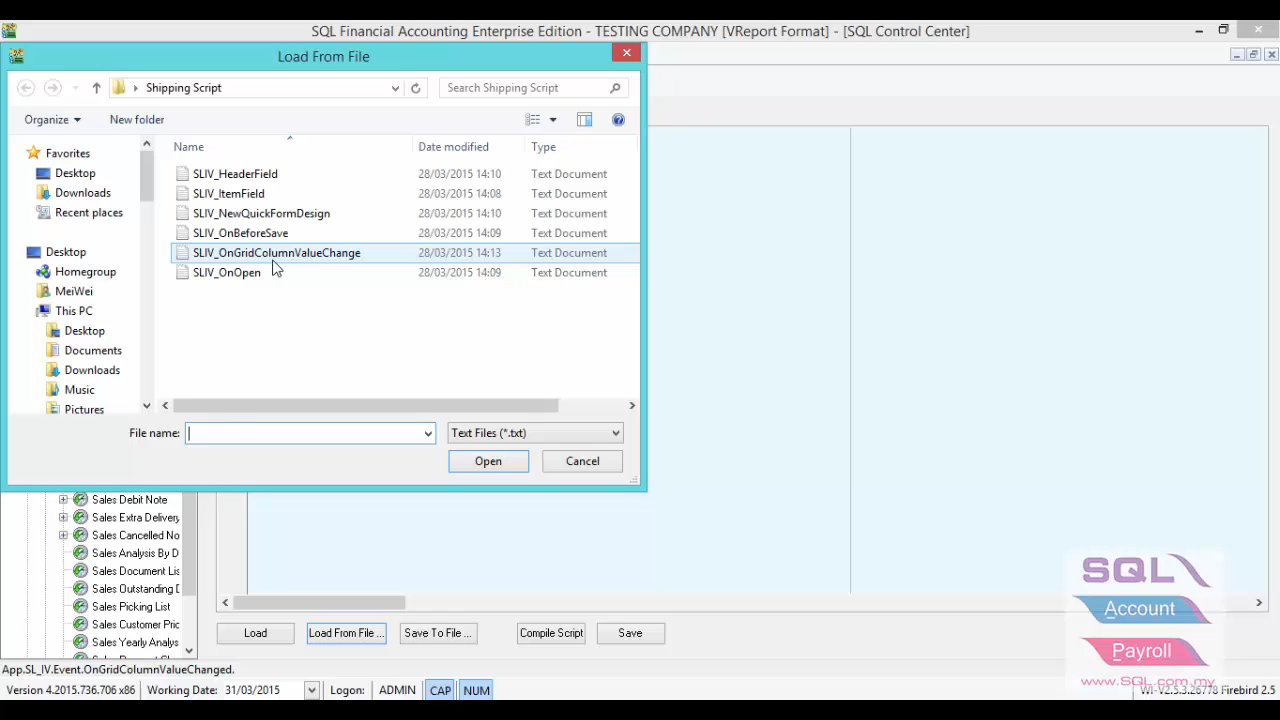 SQL Financial Accounting Enterprise Edition - TESTING COMPANY [VReport Format] - [SQL Control Center]
Load From File
Shipping Script
Search Shipping Script
Organize
New folder
Name
Date modified
Type
Favorites
Desktop
Downloads
Recent places
Desktop
Homegroup
MeiWei
This PC
Desktop
Documents
Downloads
Music
Pictures
SLIV_HeaderField 28/03/2015 14:10 Text Document
SLIV_ItemField 28/03/2015 14:08 Text Document
SLIV_NewQuickFormDesign 28/03/2015 14:10 Text Document
SLIV_OnBeforeSave 28/03/2015 14:09 Text Document
SLIV_OnGridColumnValueChange 28/03/2015 14:13 Text Document
SLIV_OnOpen 28/03/2015 14:09 Text Document
File name:
Text Files (*.txt)
Open
Cancel
Sales Debit Note
Sales Extra Delivery
Sales Cancelled No
Sales Analysis By D
Sales Document Lis
Sales Outstanding D
Sales Picking List
Sales Customer Pric
Sales Yearly Analys
Load
Load From File ...
Save To File ...
Compile Script
Save
SQL
Account
Payroll
www.SQL.com.my
App.SL_IV.Event.OnGridColumnValueChanged.
Version 4.2015.736.706 x86
Working Date: 31/03/2015
Logon:
ADMIN
CAP
NUM
WI-V2.5.3.26778 Firebird 2.5